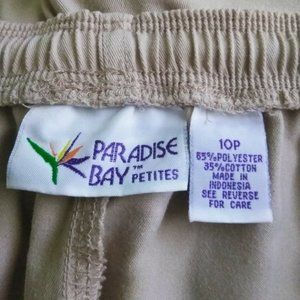 PARADISE
BAY™ PETITES
10P
65% POLYESTER
35% COTTON
MADE IN
INDONESIA
SEE REVERSE
FOR CARE